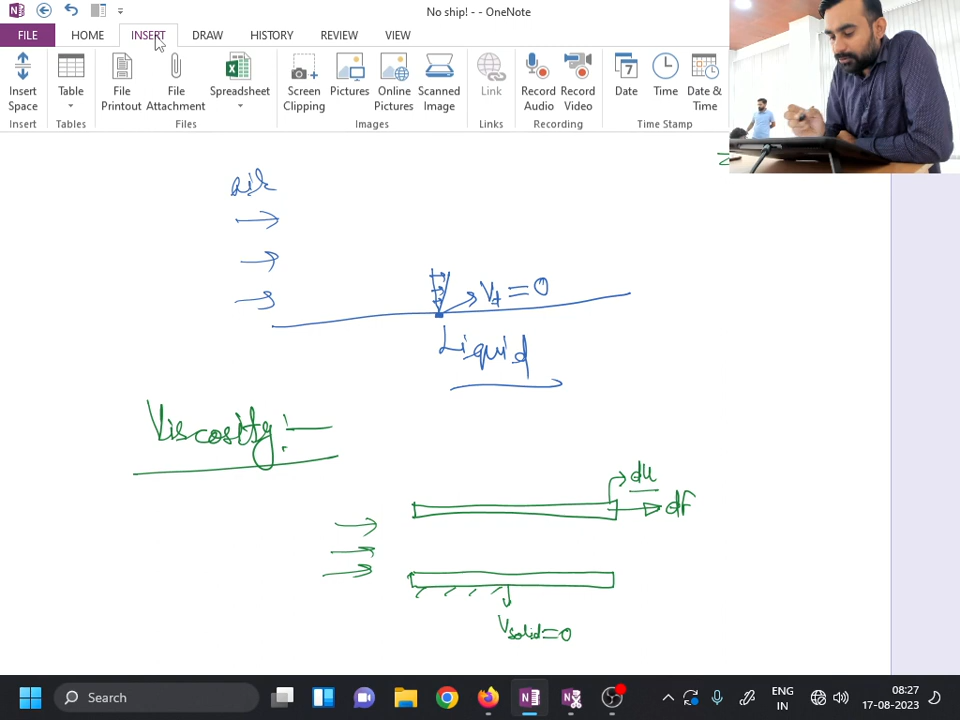 No ship! - - OneNote
FILE HOME INSERT DRAW HISTORY REVIEW VIEW
Insert Space Table File Printout File Attachment Spreadsheet Screen Clipping Pictures Online Pictures Scanned Image Link Record Audio Record Video Date Time Date & Time
Insert Tables Files Images Links Recording Time Stamp
air
Vt = 0
Liquid
Viscosity :-
du
dF
Vsolid=0
Search
ENG
IN
08:27
17-08-2023